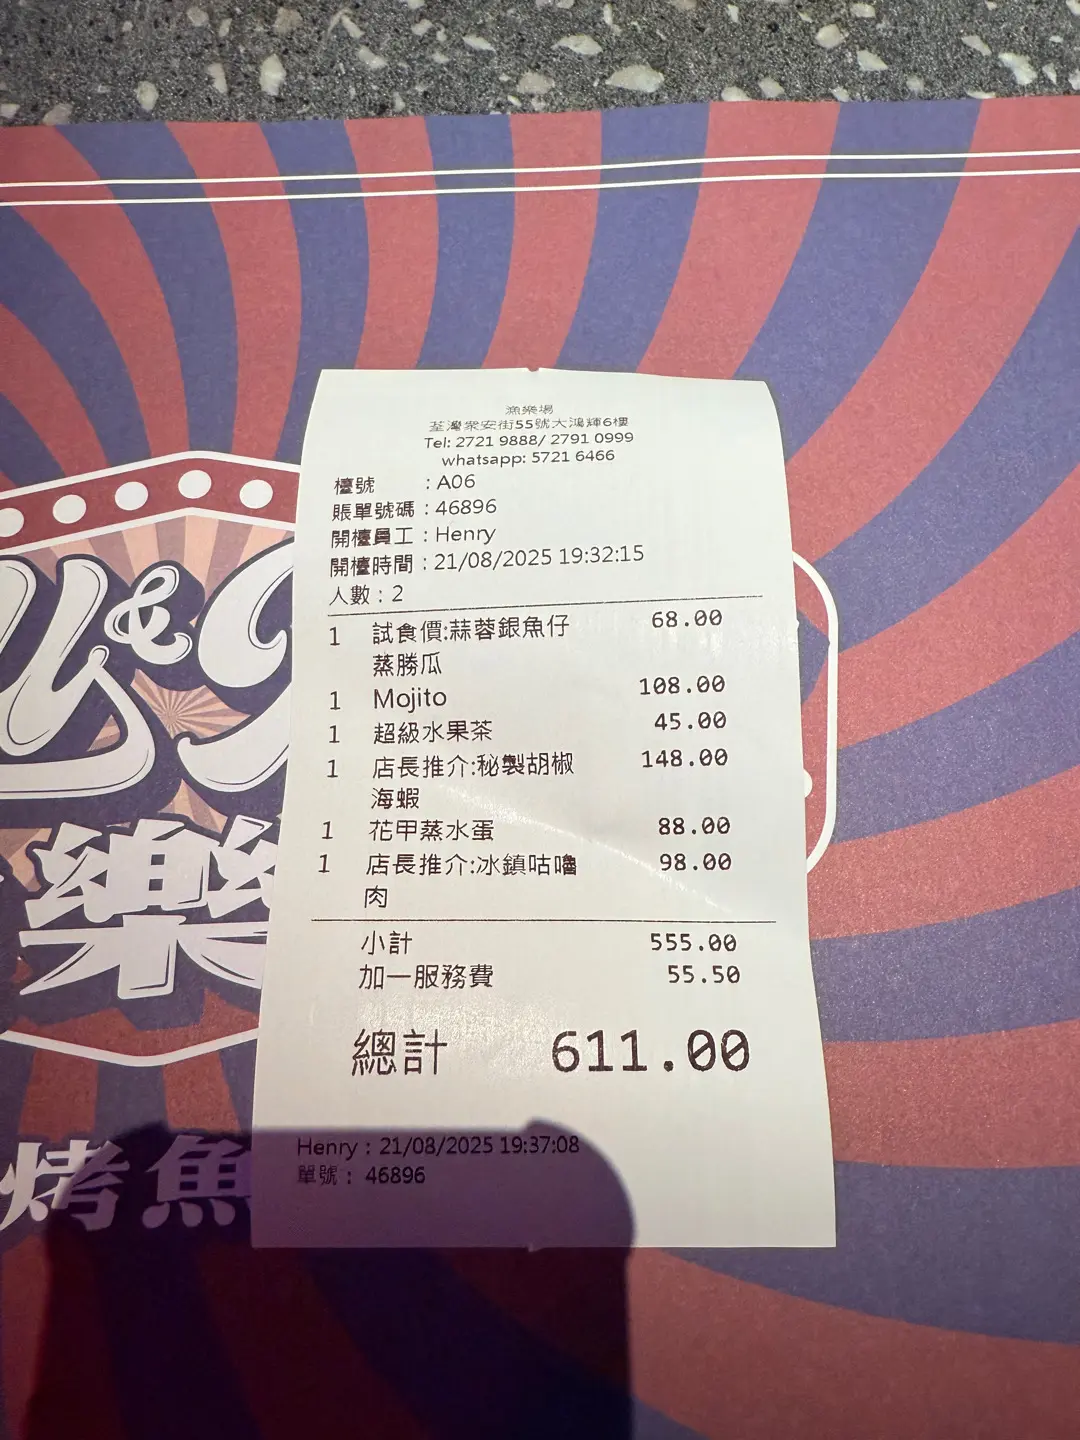 漁樂場
荃灣眾安街55號大鴻輝6樓
Tel: 2721 9888/ 2791 0999
whatsapp: 5721 6466
檯號 : A06
賬單號碼 : 46896
開檯員工 : Henry
開檯時間 : 21/08/2025 19:32:15
人數 : 2
1 試食價:蒜蓉銀魚仔 68.00
蒸勝瓜
1 Mojito 108.00
1 超級水果茶 45.00
1 店長推介:秘製胡椒 148.00
海蝦
1 花甲蒸水蛋 88.00
1 店長推介:冰鎮咕嚕 98.00
肉
小計 555.00
加一服務費 55.50
總計 611.00
Henry : 21/08/2025 19:37:08
單號 : 46896
樂
烤魚